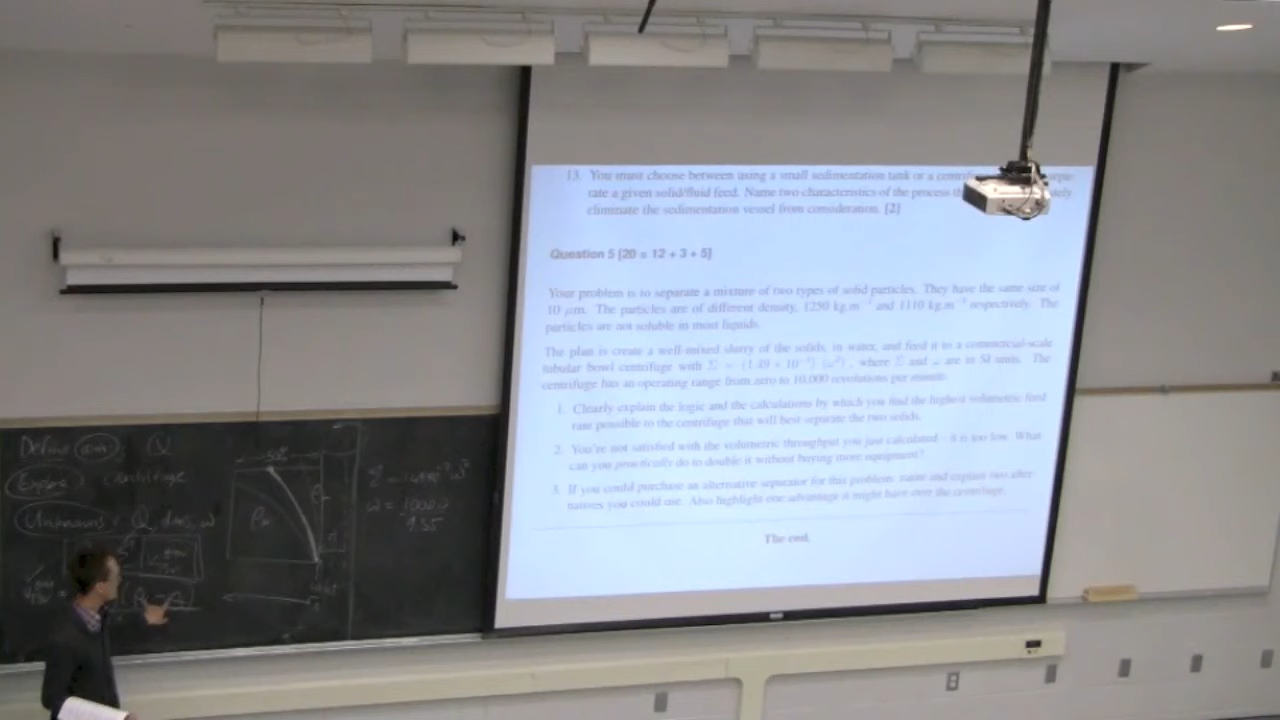 13. You must choose between using a small sedimentation tank or a
rate a given solid/fluid feed. Name two characteristics of the process
eliminate the sedimentation vessel from consideration. [2]
Question 5 [20 = 12 + 3 + 5]
Your problem is to separate a mixture of two types of solid particles. They have the same size of
10 μm. The particles are of different density, 1250 kg.m⁻³ and 1110 kg.m⁻³ respectively. The
particles are not soluble in most liquids.
The plan is create a well-mixed slurry of the solids, in water, and feed it to a commercial-scale
tubular bowl centrifuge with Σ = , where Σ and ω are in SI units. The
centrifuge has an operating range from zero to 10,000 revolutions per minute.
1. Clearly explain the logic and the calculations by which you find the highest volumetric feed
rate possible to the centrifuge that will best separate the two solids.
2. You're not satisfied with the volumetric throughput you just calculated - it is too low. What
can you practically do to double it without buying more equipment?
3. If you could purchase an alternative separator for this problem: name and explain two alter-
natives you could use. Also highlight one advantage it might have over the centrifuge.
The end.
Define Q
Explore centrifuge
Unknowns: Q, ω